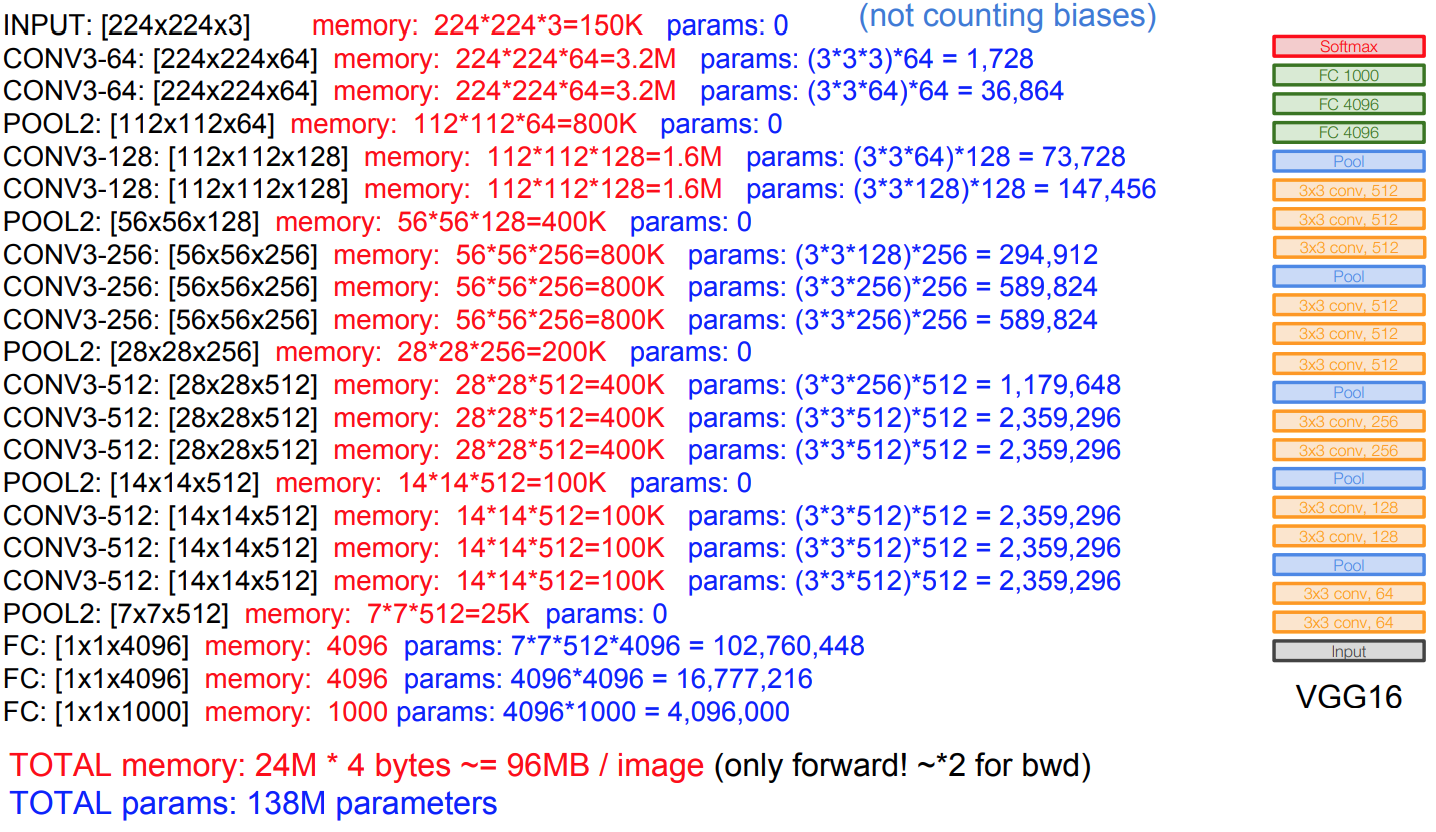 (not counting biases)
INPUT: [224x224x3] memory: 224*224*3=150K params: 0
CONV3-64: [224x224x64] memory: 224*224*64=3.2M params: (3*3*3)*64 = 1,728
CONV3-64: [224x224x64] memory: 224*224*64=3.2M params: (3*3*64)*64 = 36,864
POOL2: [112x112x64] memory: 112*112*64=800K params: 0
CONV3-128: [112x112x128] memory: 112*112*128=1.6M params: (3*3*64)*128 = 73,728
CONV3-128: [112x112x128] memory: 112*112*128=1.6M params: (3*3*128)*128 = 147,456
POOL2: [56x56x128] memory: 56*56*128=400K params: 0
CONV3-256: [56x56x256] memory: 56*56*256=800K params: (3*3*128)*256 = 294,912
CONV3-256: [56x56x256] memory: 56*56*256=800K params: (3*3*256)*256 = 589,824
CONV3-256: [56x56x256] memory: 56*56*256=800K params: (3*3*256)*256 = 589,824
POOL2: [28x28x256] memory: 28*28*256=200K params: 0
CONV3-512: [28x28x512] memory: 28*28*512=400K params: (3*3*256)*512 = 1,179,648
CONV3-512: [28x28x512] memory: 28*28*512=400K params: (3*3*512)*512 = 2,359,296
CONV3-512: [28x28x512] memory: 28*28*512=400K params: (3*3*512)*512 = 2,359,296
POOL2: [14x14x512] memory: 14*14*512=100K params: 0
CONV3-512: [14x14x512] memory: 14*14*512=100K params: (3*3*512)*512 = 2,359,296
CONV3-512: [14x14x512] memory: 14*14*512=100K params: (3*3*512)*512 = 2,359,296
CONV3-512: [14x14x512] memory: 14*14*512=100K params: (3*3*512)*512 = 2,359,296
POOL2: [7x7x512] memory: 7*7*512=25K params: 0
FC: [1x1x4096] memory: 4096 params: 7*7*512*4096 = 102,760,448
FC: [1x1x4096] memory: 4096 params: 4096*4096 = 16,777,216
FC: [1x1x1000] memory: 1000 params: 4096*1000 = 4,096,000
TOTAL memory: 24M * 4 bytes ~= 96MB / image (only forward! ~*2 for bwd)
TOTAL params: 138M parameters
Softmax
FC 1000
FC 4096
FC 4096
Pool
3x3 conv, 512
3x3 conv, 512
3x3 conv, 512
Pool
3x3 conv, 512
3x3 conv, 512
3x3 conv, 512
Pool
3x3 conv, 256
3x3 conv, 256
Pool
3x3 conv, 128
3x3 conv, 128
Pool
3x3 conv, 64
3x3 conv, 64
Input
VGG16